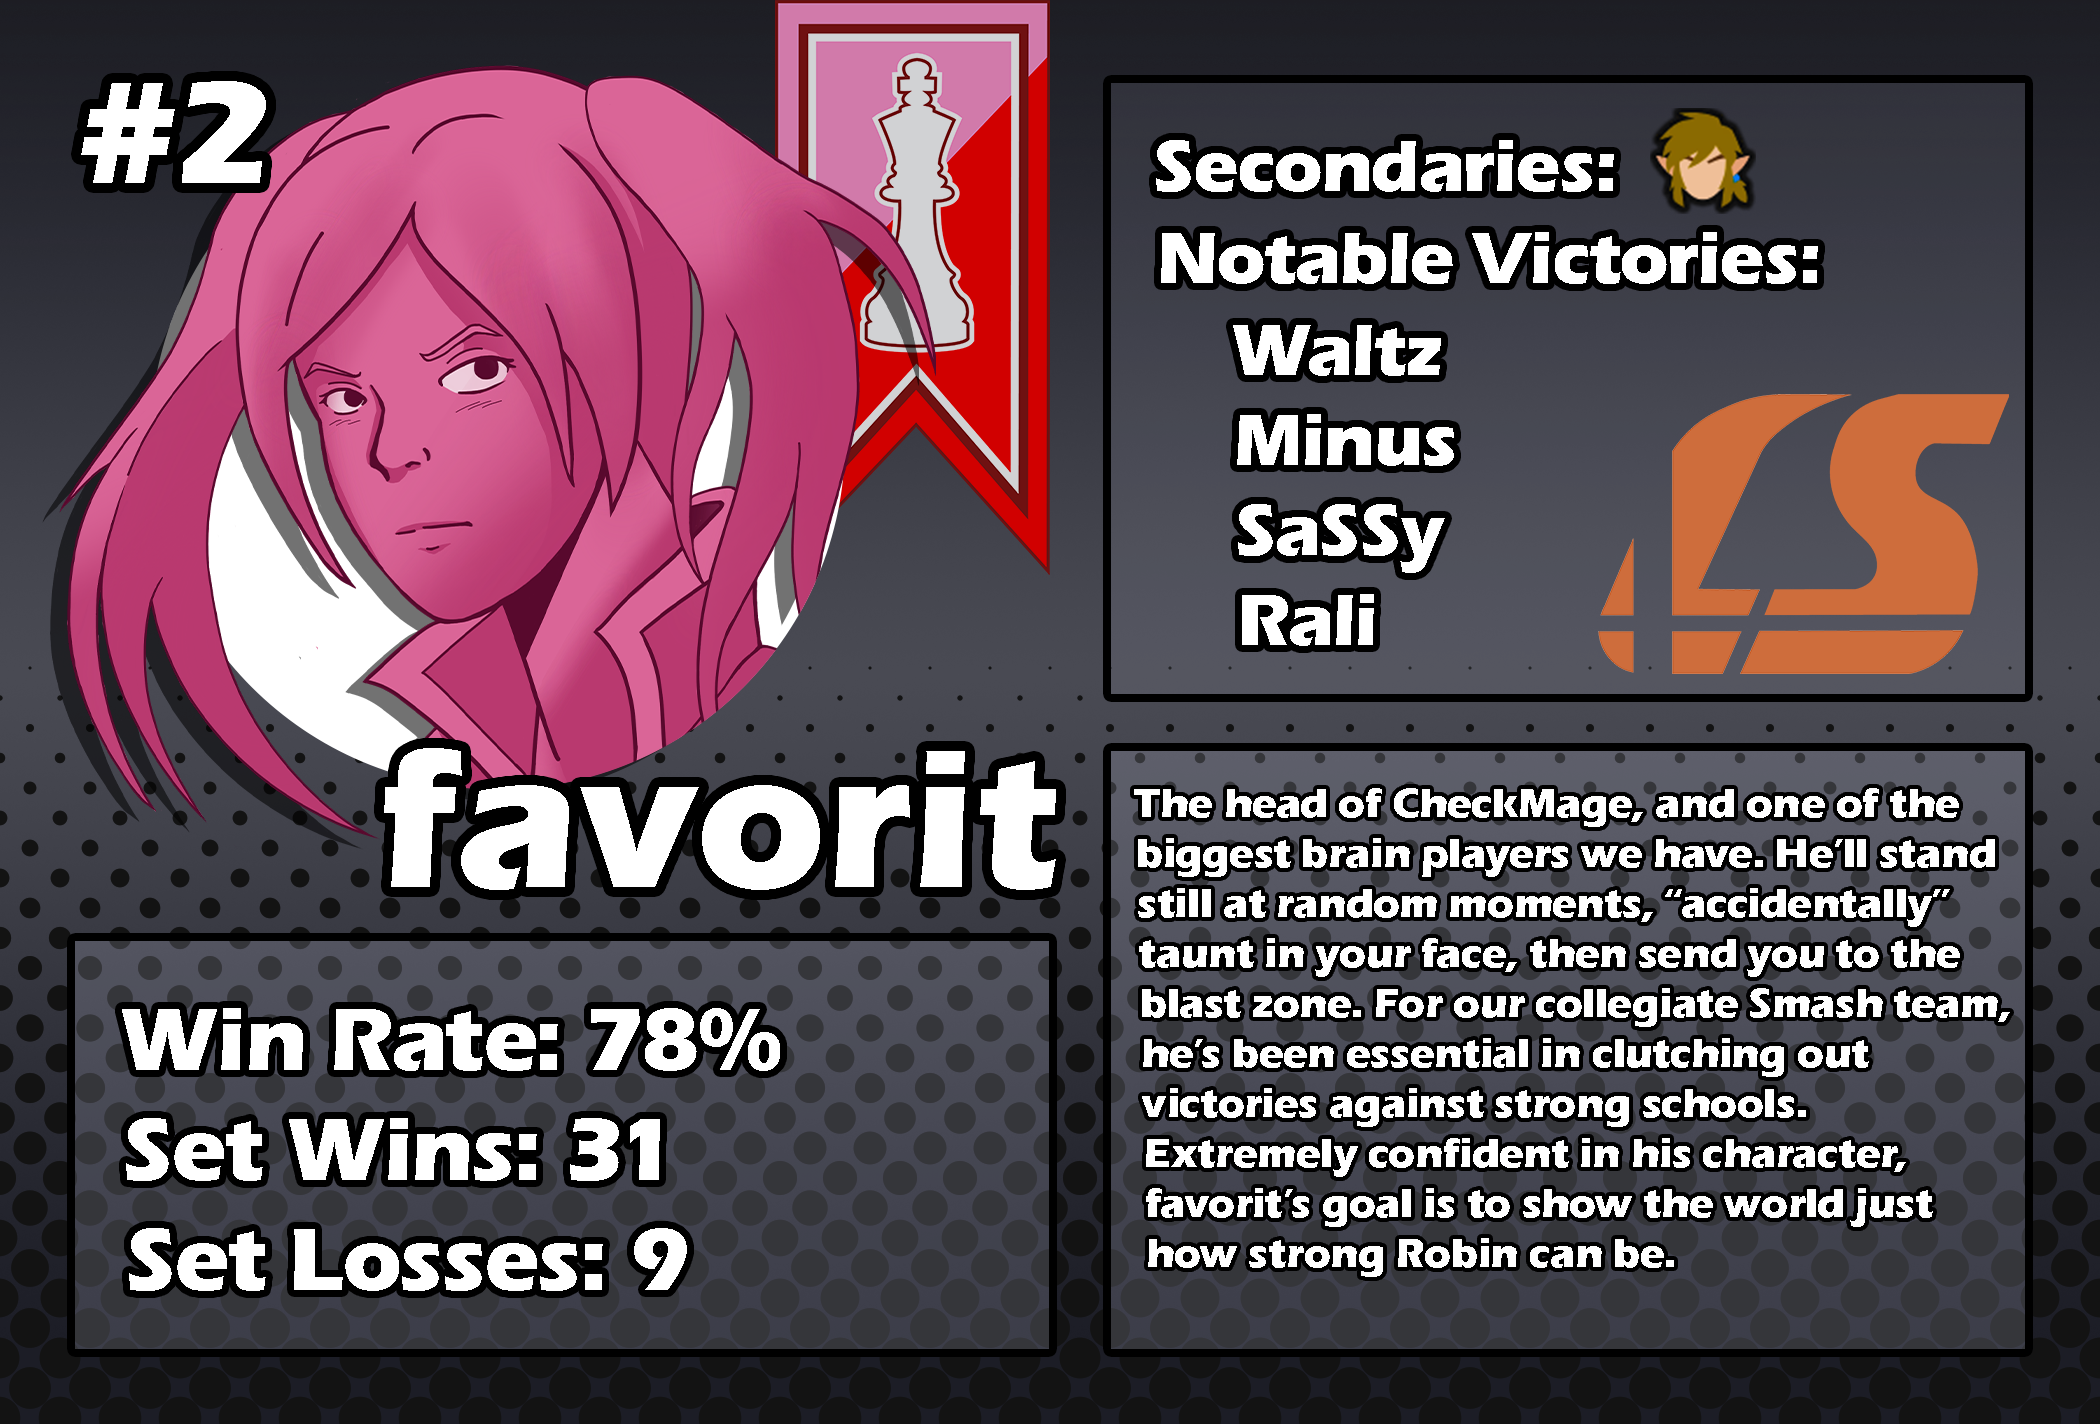 #2
favorit
Win Rate: 78%
Set Wins: 31
Set Losses: 9
Secondaries:
Notable Victories:
Waltz
Minus
SaSSy
Rali
LS
The head of CheckMage, and one of the
biggest brain players we have. He’ll stand
still at random moments, “accidentally”
taunt in your face, then send you to the
blast zone. For our collegiate Smash team,
he’s been essential in clutching out
victories against strong schools.
Extremely confident in his character,
favorit’s goal is to show the world just
how strong Robin can be.